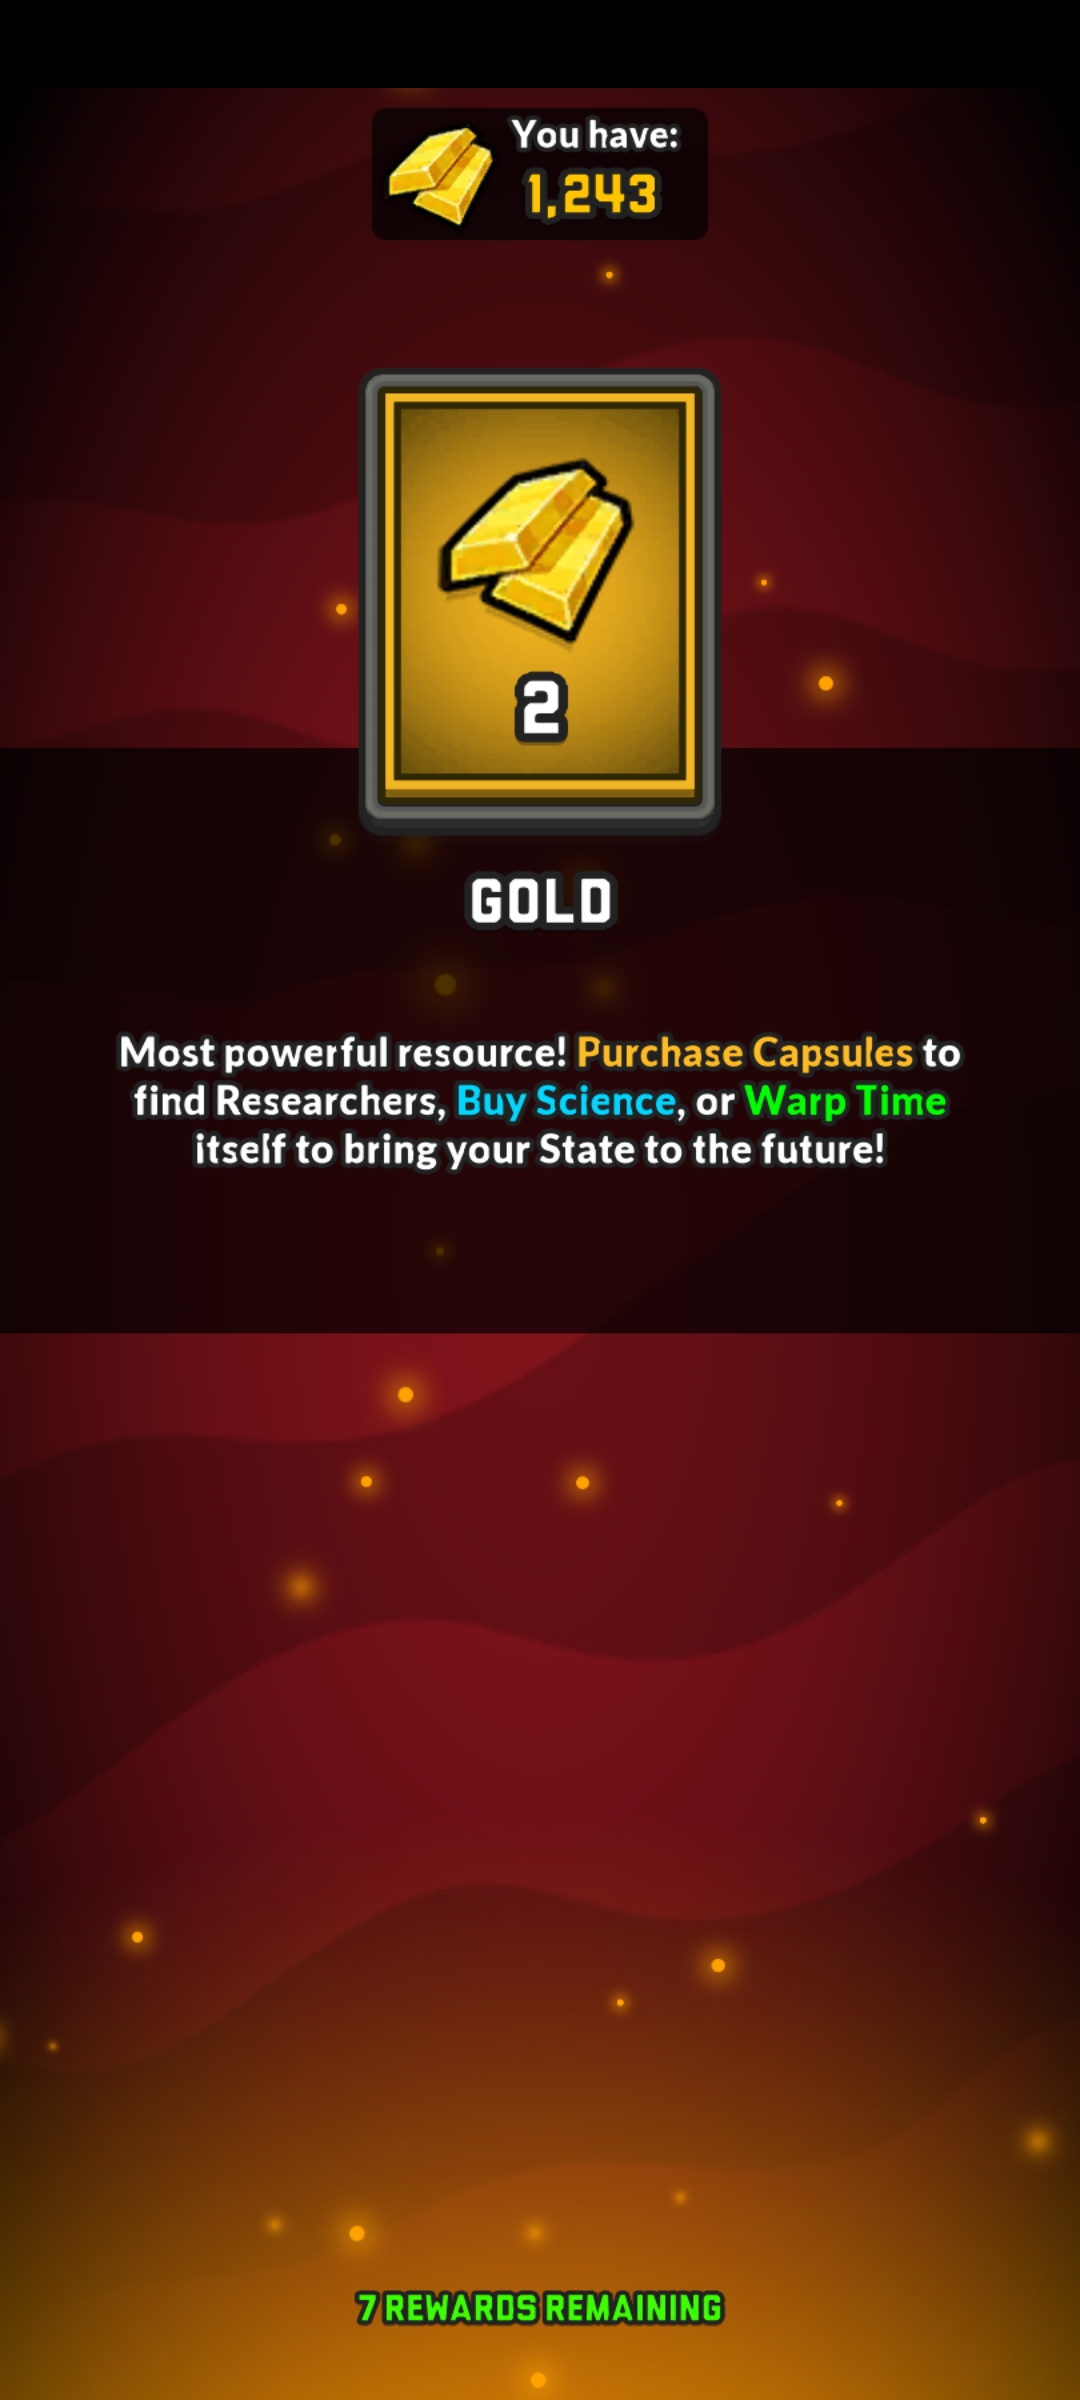 You have:
1,243
2
GOLD
Most powerful resource! Purchase Capsules to
find Researchers, Buy Science, or Warp Time
itself to bring your State to the future!
7 REWARDS REMAINING